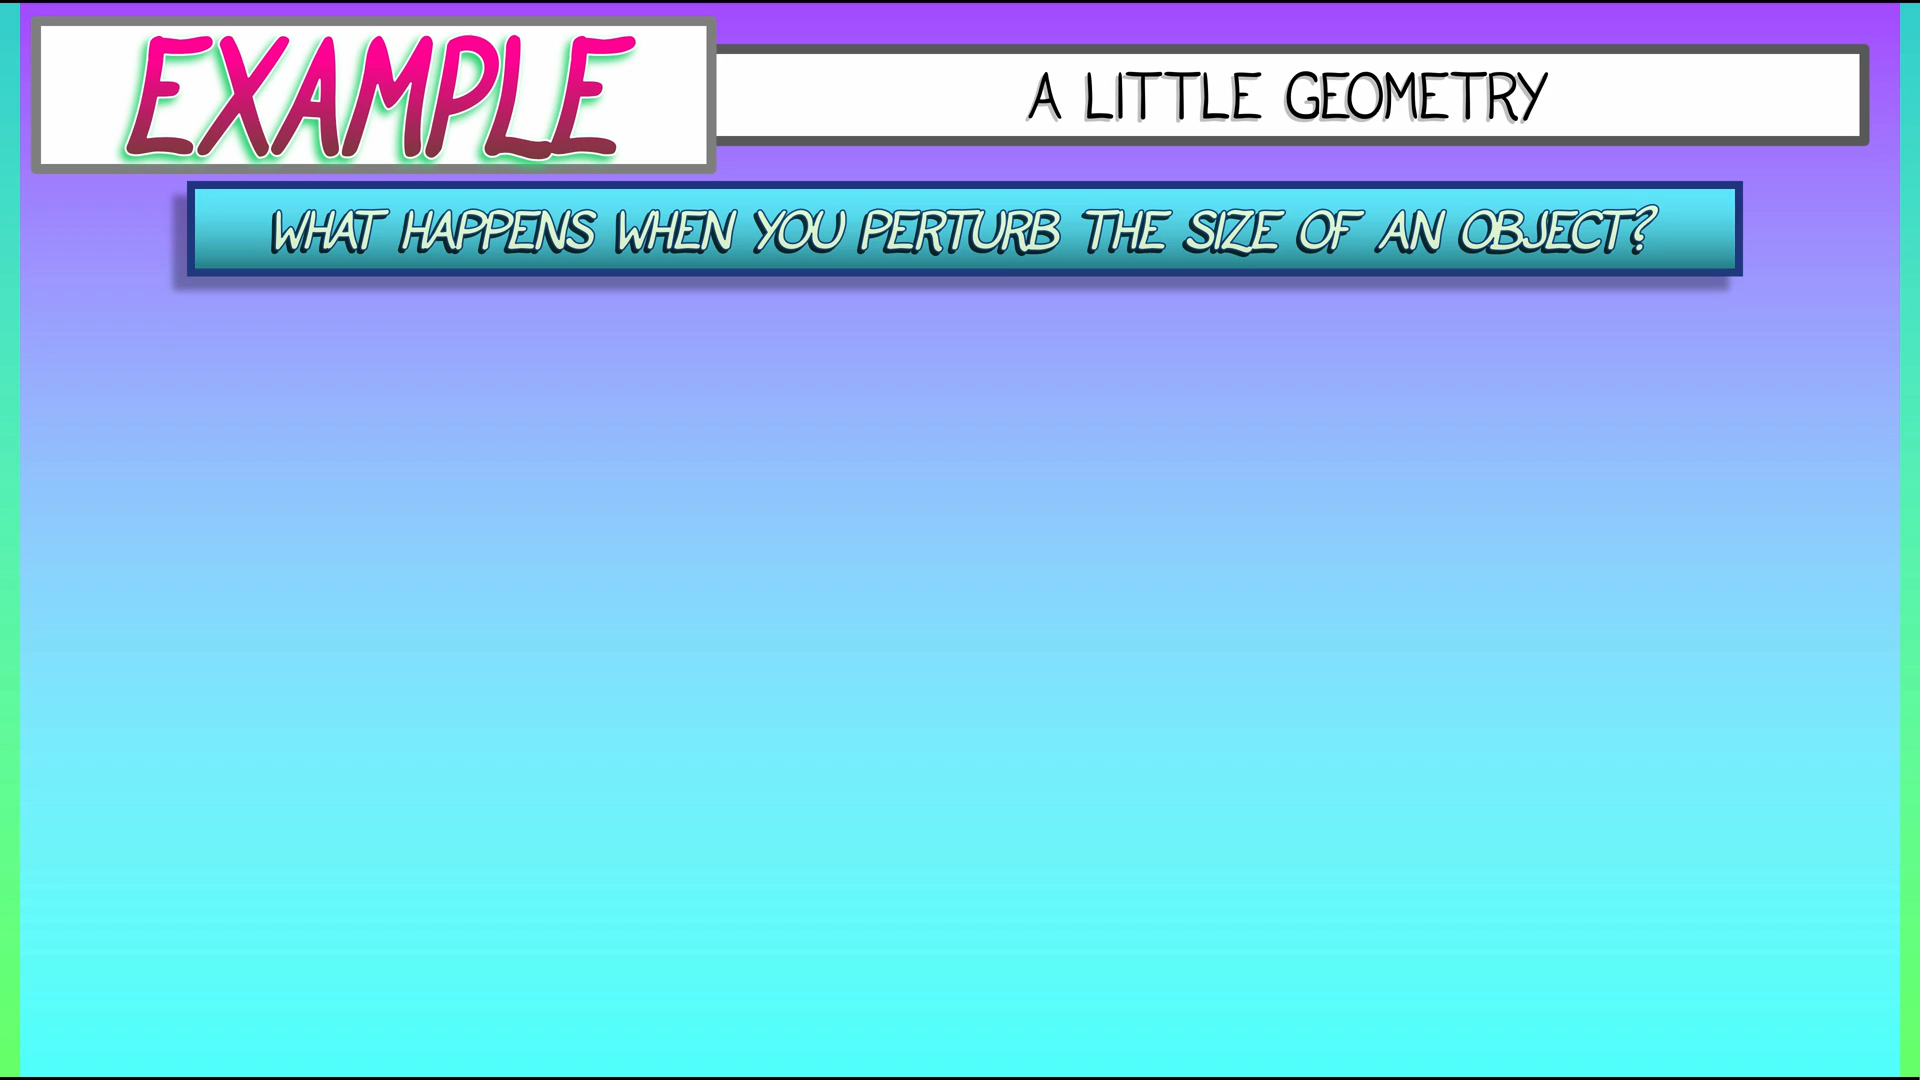 EXAMPLE
A LITTLE GEOMETRY
WHAT HAPPENS WHEN YOU PERTURB THE SIZE OF AN OBJECT?